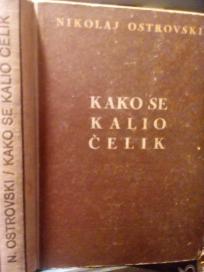 NIKOLAJ OSTROVSKI
KAKO SE
KALIO
ČELIK
N. OSTROVSKI / KAKO SE KALIO ČELIK